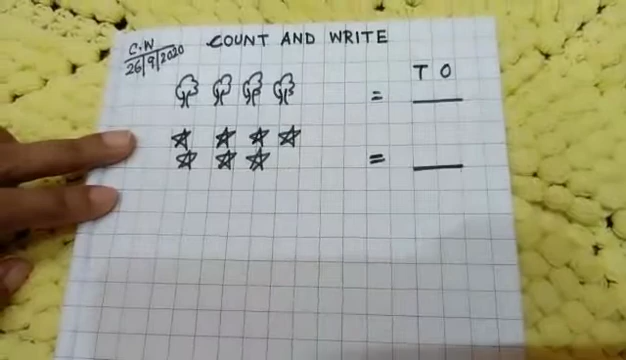 C.W
26/9/2020
COUNT AND WRITE
T O
=
=